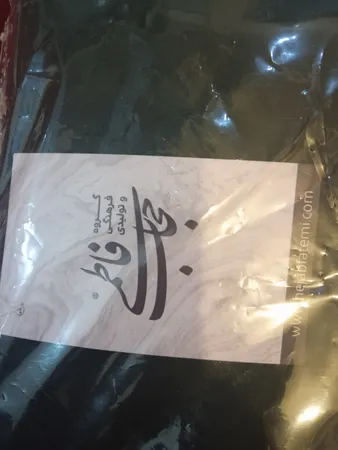 گروه
فرهنگی
و تولیدی
حجاب فاطمی
www.hejabfatemi.com